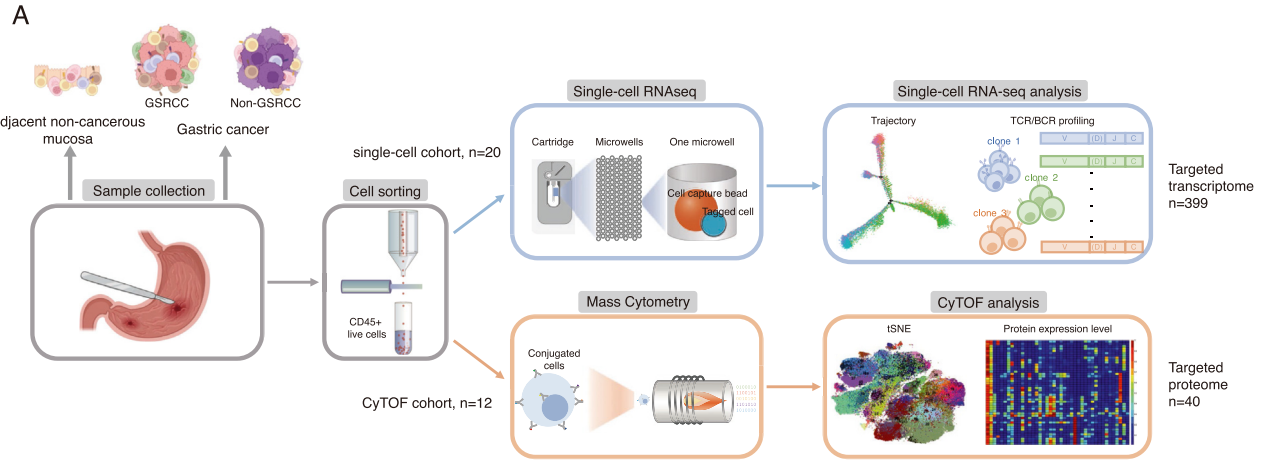 A
GSRCC
Non-GSRCC
djacent non-cancerous
mucosa
Gastric cancer
Sample collection
single-cell cohort, n=20
Cell sorting
CD45+
live cells
CyTOF cohort, n=12
Single-cell RNAseq
Cartridge
Microwells
One microwell
Cell capture bead
Tagged cell
Single-cell RNA-seq analysis
Trajectory
TCR/BCR profiling
clone 1
V (D) J C
clone 2
V (D) J C
clone 3
V (D) J C
Targeted
transcriptome
n=399
Mass Cytometry
Conjugated
cells
CyTOF analysis
tSNE
Protein expression level
Targeted
proteome
n=40